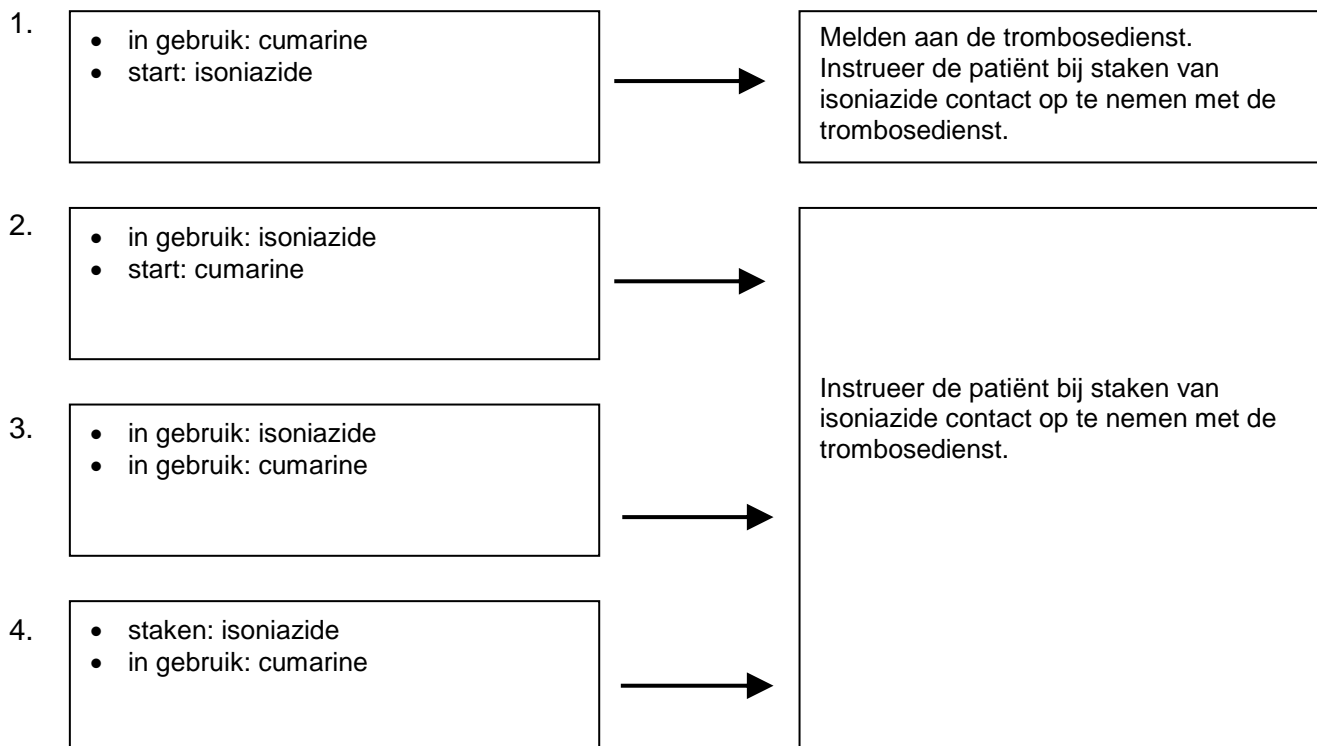 1.
• in gebruik: cumarine
• start: isoniazide
Melden aan de trombosedienst.
Instrueer de patiënt bij staken van
isoniazide contact op te nemen met de
trombosedienst.
2.
• in gebruik: isoniazide
• start: cumarine
3.
• in gebruik: isoniazide
• in gebruik: cumarine
Instrueer de patiënt bij staken van
isoniazide contact op te nemen met de
trombosedienst.
4.
• staken: isoniazide
• in gebruik: cumarine